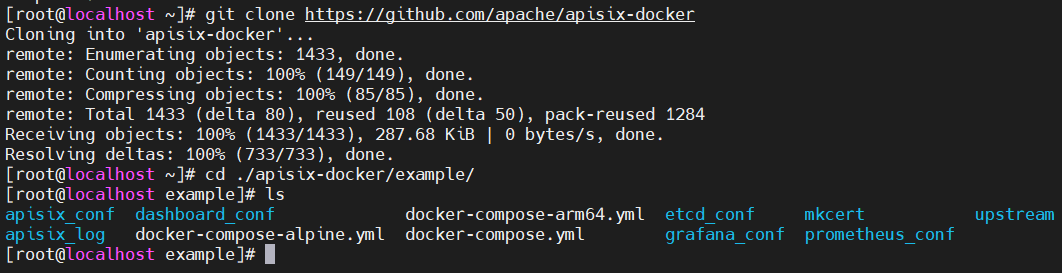 [root@localhost ~]# git clone https://github.com/apache/apisix-docker
Cloning into 'apisix-docker'...
remote: Enumerating objects: 1433, done.
remote: Counting objects: 100% (149/149), done.
remote: Compressing objects: 100% (85/85), done.
remote: Total 1433 (delta 80), reused 108 (delta 50), pack-reused 1284
Receiving objects: 100% (1433/1433), 287.68 KiB | 0 bytes/s, done.
Resolving deltas: 100% (733/733), done.
[root@localhost ~]# cd ./apisix-docker/example/
[root@localhost example]# ls
apisix_conf  dashboard_conf             docker-compose-arm64.yml  etcd_conf     mkcert           upstream
apisix_log   docker-compose-alpine.yml  docker-compose.yml        grafana_conf  prometheus_conf
[root@localhost example]#